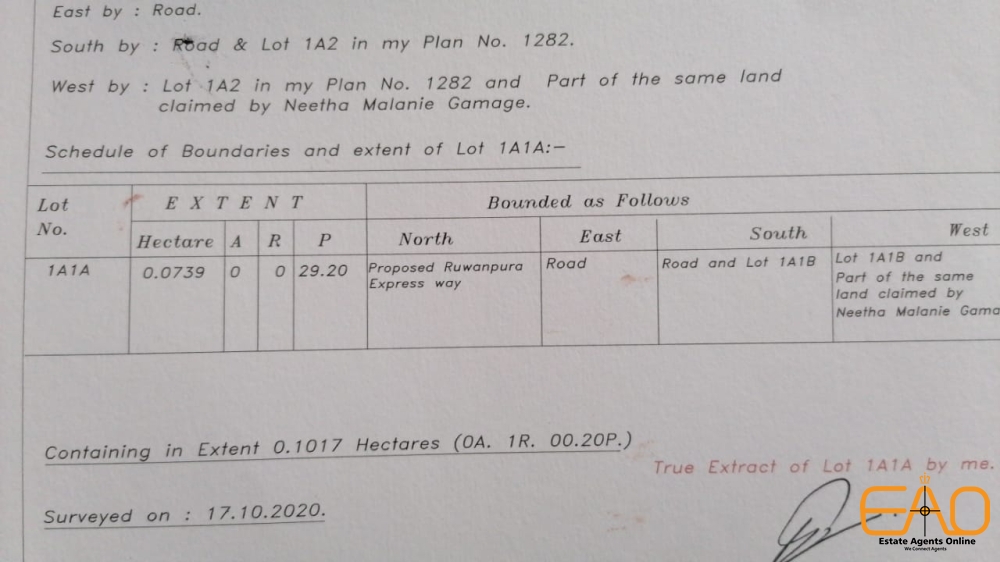 East by : Road.
South by : Road & Lot 1A2 in my Plan No. 1282.
West by : Lot 1A2 in my Plan No. 1282 and Part of the same land
claimed by Neetha Malanie Gamage.
Schedule of Boundaries and extent of Lot 1A1A:-
Lot No.
EXTENT
Bounded as Follows
Hectare A R P North East South West
1A1A 0.0739 0 0 29.20
Proposed Ruwanpura
Express way
Road
Road and Lot 1A1B
Lot 1A1B and
Part of the same
land claimed by
Neetha Malanie Gama
Containing in Extent 0.1017 Hectares (0A. 1R. 00.20P.)
True Extract of Lot 1A1A by me.
Surveyed on : 17.10.2020.
EAO
Estate Agents Online
We Connect Agents